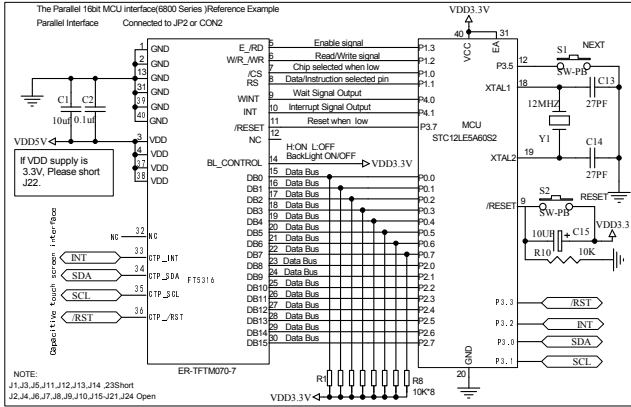 The Parallel 16bit MCU interface(6800 Series )Reference Example
Parallel Interface Connected to JP2 or CON2
VDD3.3V
1 GND
2 GND
13 GND
31 GND
39 GND
40 GND
C1 C2
10uf 0.1uf
VDD5V
3 VDD
4 VDD
37 VDD
38 VDD
If VDD supply is
3.3V, Please short
J22.
NC 32 NC
INT 33 CTP_INT
SDA 34 CTP_SDA
SCL 35 CTP_SCL
/RST 36 CTP_/RST
FT5316
Capacitive touch screen interface
E_/RD 5 Enable signal P1.3
W/R_/WR 6 Read/Write signal P1.2
/CS 7 Chip selected when low P1.0
RS 8 Data/Instruction selected pin P1.1
WINT 9 Wait Signal Output P4.0
INT 10 Interrupt Signal Output P4.1
/RESET 11 Reset when low P3.7
NC 12
H:ON L:OFF
BL_CONTROL 14 BackLight ON/OFF VDD3.3V
DB0 15 Data Bus P0.0
DB1 16 Data Bus P0.1
DB2 17 Data Bus P0.2
DB3 18 Data Bus P0.3
DB4 19 Data Bus P0.4
DB5 20 Data Bus P0.5
DB6 21 Data Bus P0.6
DB7 22 Data Bus P0.7
DB8 23 Data Bus P2.0
DB9 24 Data Bus P2.1
DB10 25 Data Bus P2.2
DB11 26 Data Bus P2.3
DB12 27 Data Bus P2.4
DB13 28 Data Bus P2.5
DB14 29 Data Bus P2.6
DB15 30 Data Bus P2.7
ER-TFTM070-7
R1 R8
10K*8
VDD3.3V
40 VCC
31 EA
MCU
STC12LE5A60S2
GND
20
P3.5 12
S1 NEXT
SW-PB
XTAL1 18
C13
27PF
12MHZ
Y1
XTAL2 19
C14
27PF
S2 RESET
/RESET 9
SW-PB
VDD3.3
10UF + C15
R10 10K
P3.3 /RST
P3.2 INT
P3.0 SDA
P3.1 SCL
NOTE:
J1,J3,J5,J11,J12,J13,J14 ,23Short
J2,J4,J6,J7,J8,J9,J10,J15-J21,J24 Open